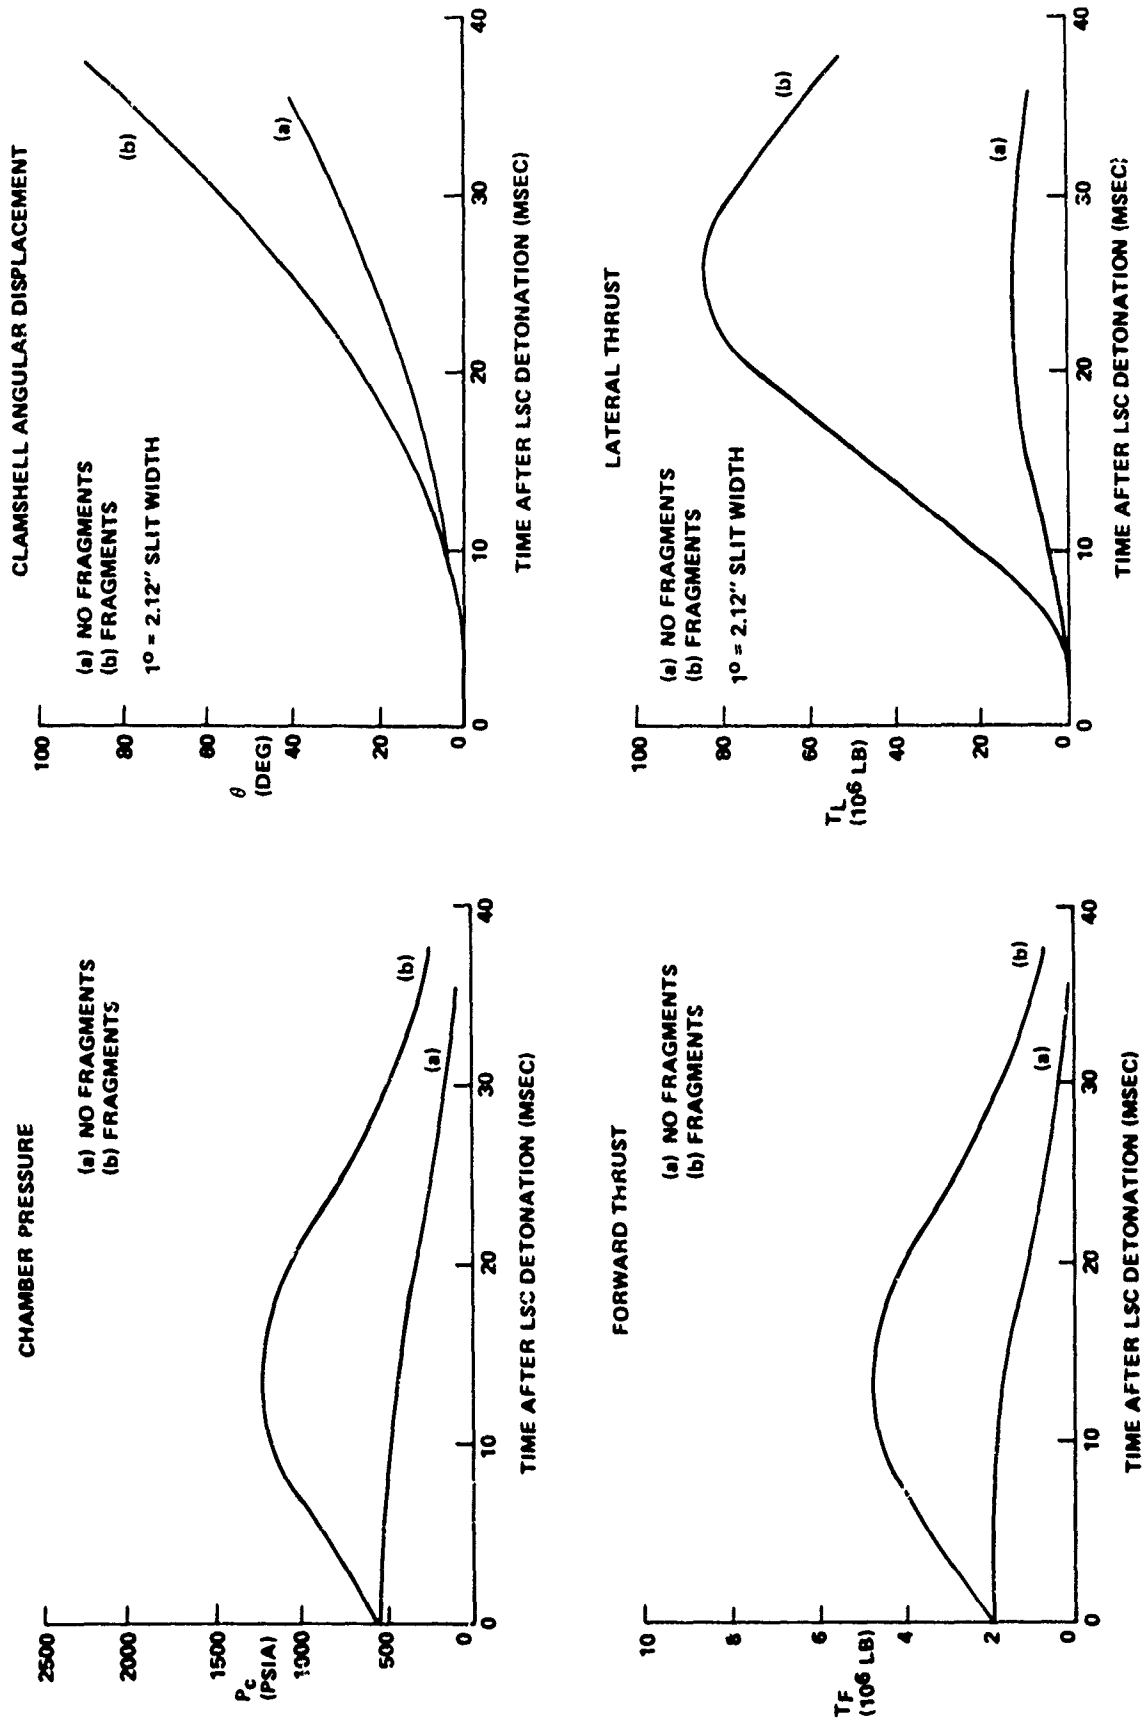 CHAMBER PRESSURE
(a) NO FRAGMENTS
(b) FRAGMENTS
2500
2000
1500
1000
500
0
PC
(PSIA)
(b)
(a)
0
10
20
30
40
TIME AFTER LSC DETONATION (MSEC)
CLAMSHELL ANGULAR DISPLACEMENT
(a) NO FRAGMENTS
(b) FRAGMENTS
1º = 2.12" SLIT WIDTH
100
80
60
40
20
0
θ
(DEG)
(b)
(a)
0
10
20
30
40
TIME AFTER LSC DETONATION (MSEC)
FORWARD THRUST
(a) NO FRAGMENTS
(b) FRAGMENTS
10
8
6
4
2
0
TF
(10⁶ LB)
(b)
(a)
0
10
20
30
40
TIME AFTER LSC DETONATION (MSEC)
LATERAL THRUST
(a) NO FRAGMENTS
(b) FRAGMENTS
1º = 2.12" SLIT WIDTH
100
80
60
40
20
0
TL
(10⁶ LB)
(b)
(a)
0
10
20
30
40
TIME AFTER LSC DETONATION (MSEC)